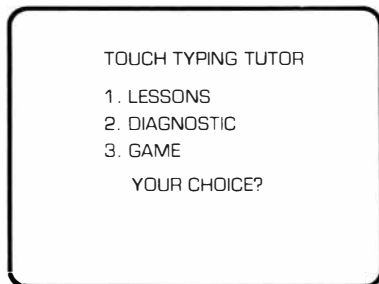 TOUCH TYPING TUTOR
1. LESSONS
2. DIAGNOSTIC
3. GAME
YOUR CHOICE?